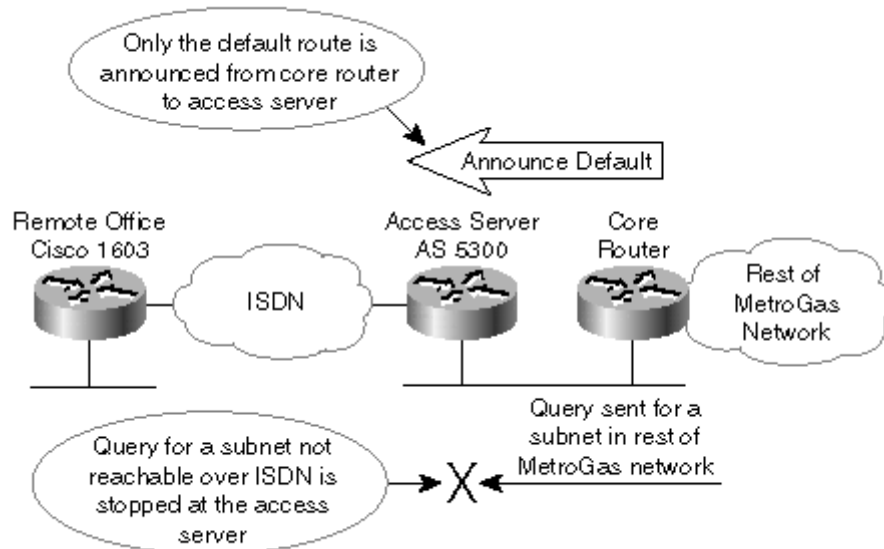 Only the default route is
announced from core router
to access server
Announce Default
Remote Office
Cisco 1603
Access Server
AS 5300
Core
Router
ISDN
Rest of
MetroGas
Network
Query for a subnet not
reachable over ISDN is
stopped at the access
server
X
Query sent for a
subnet in rest of
MetroGas network